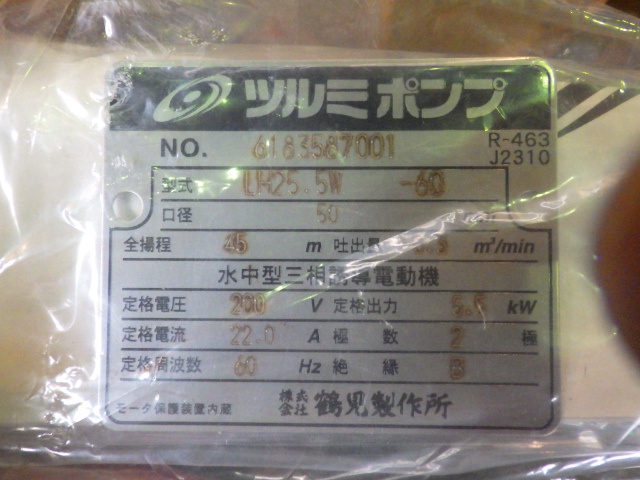 ツルミポンプ
NO. 6183587001 R-463
J2310
型式 LH25.5W -60
口径 50
全揚程 45 m 吐出量 m³/min
水中型三相誘導電動機
定格電圧 200 V 定格出力 5.5 kW
定格電流 22.0 A 極数 2 極
定格周波数 60 Hz 絶縁
モータ保護装置内蔵 株式会社 鶴見製作所